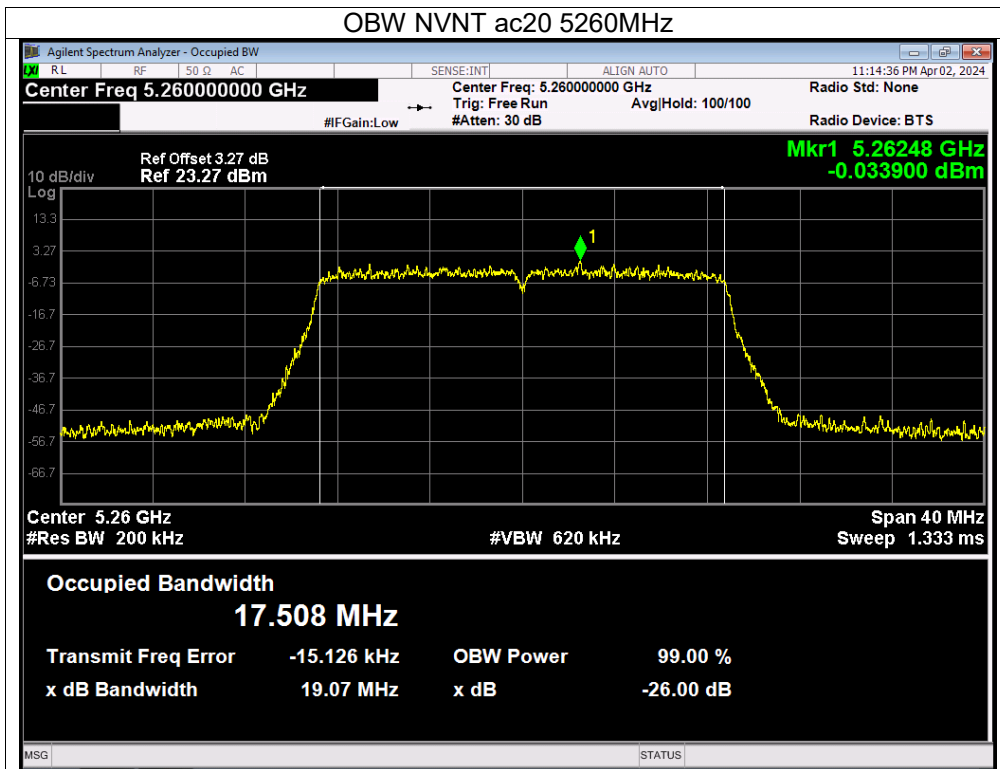 OBW NVNT ac20 5260MHz
Agilent Spectrum Analyzer - Occupied BW
LXI RL RF 50 Ω AC SENSE:INT ALIGN AUTO 11:14:36 PM Apr 02, 2024
Center Freq 5.260000000 GHz Center Freq: 5.260000000 GHz Radio Std: None
Trig: Free Run Avg|Hold: 100/100
#IFGain:Low #Atten: 30 dB Radio Device: BTS
Mkr1 5.26248 GHz
-0.033900 dBm
Ref Offset 3.27 dB
10 dB/div Ref 23.27 dBm
Log
13.3
1
3.27
-6.73
-16.7
-26.7
-36.7
-46.7
-56.7
-66.7
Center 5.26 GHz Span 40 MHz
#Res BW 200 kHz #VBW 620 kHz Sweep 1.333 ms
Occupied Bandwidth
17.508 MHz
Transmit Freq Error -15.126 kHz OBW Power 99.00 %
x dB Bandwidth 19.07 MHz x dB -26.00 dB
MSG STATUS